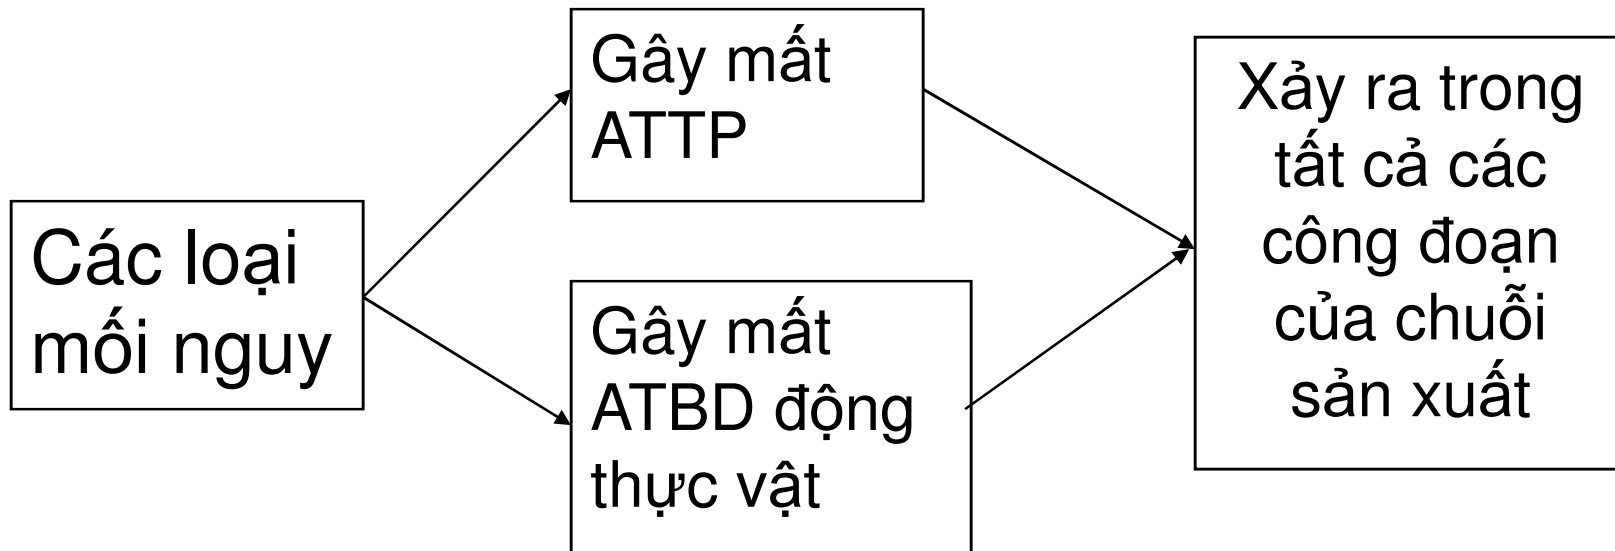 Các loại
mối nguy
Gây mất
ATTP
Gây mất
ATBD động
thực vật
Xảy ra trong
tất cả các
công đoạn
của chuỗi
sản xuất